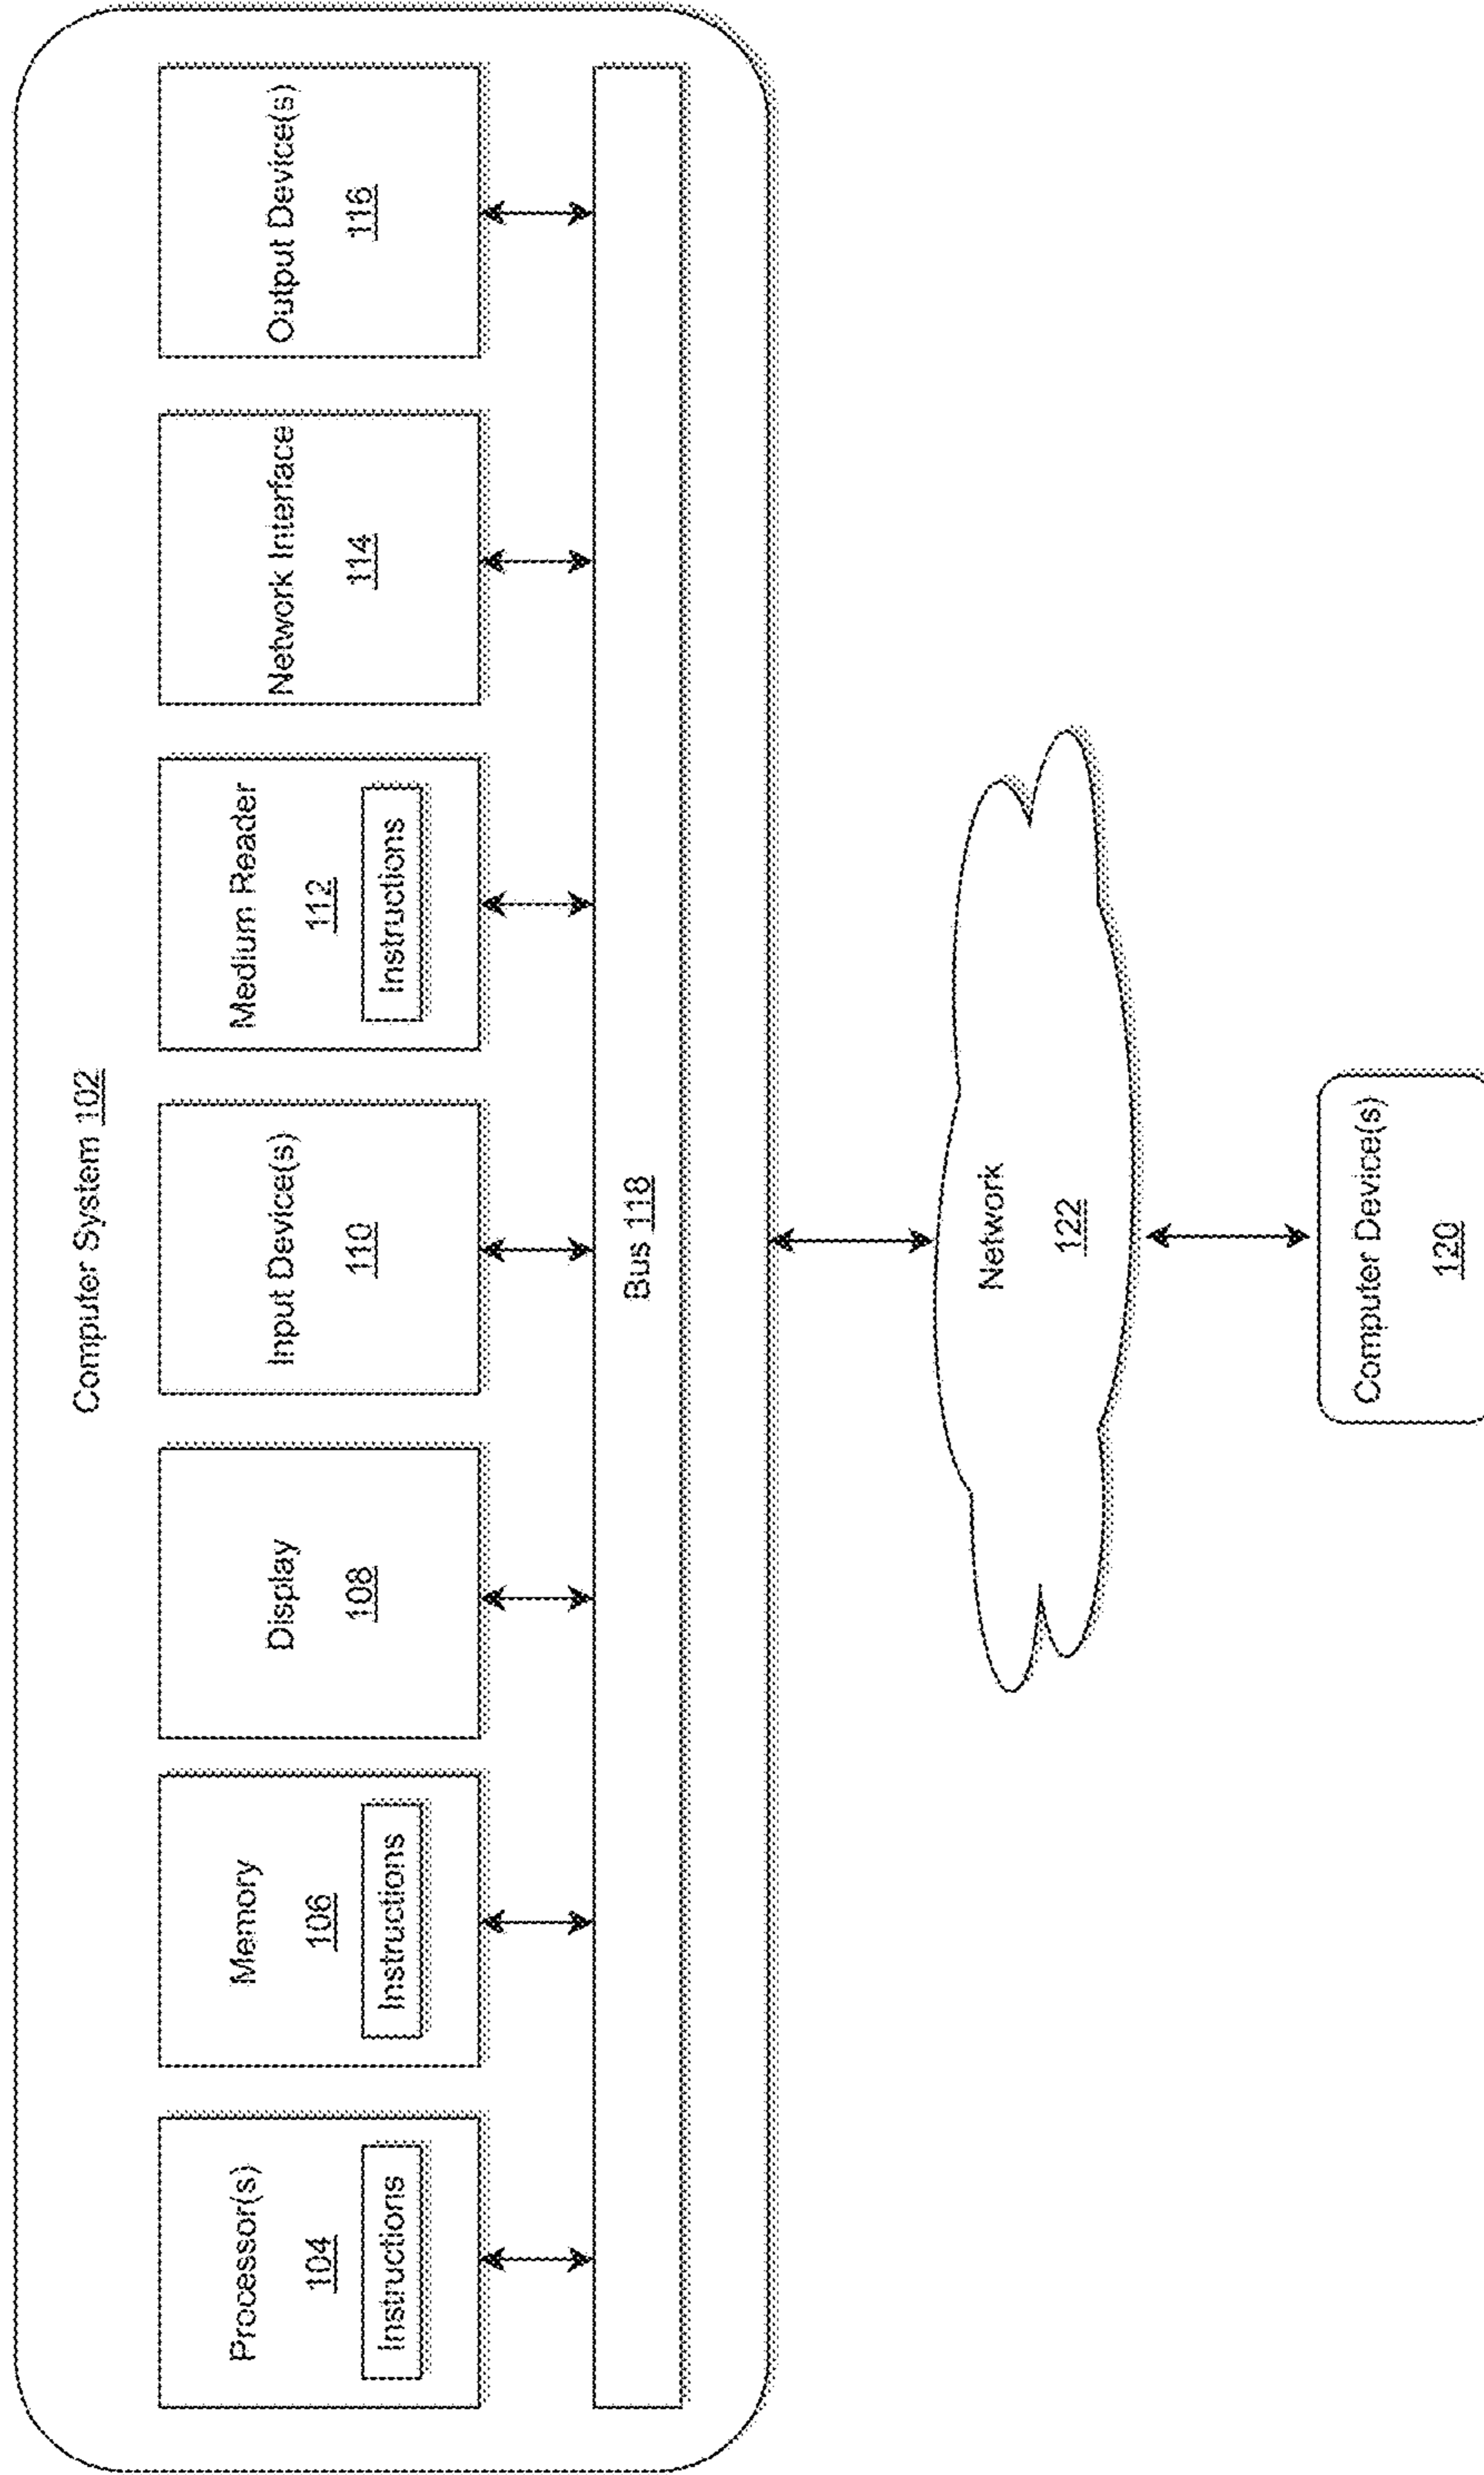 Computer System 102
Processor(s)
104
Instructions
Memory
106
Instructions
Display
108
Input Device(s)
110
Medium Reader
112
Instructions
Network Interface
114
Output Device(s)
116
Bus 118
Network
122
Computer Device(s)
120